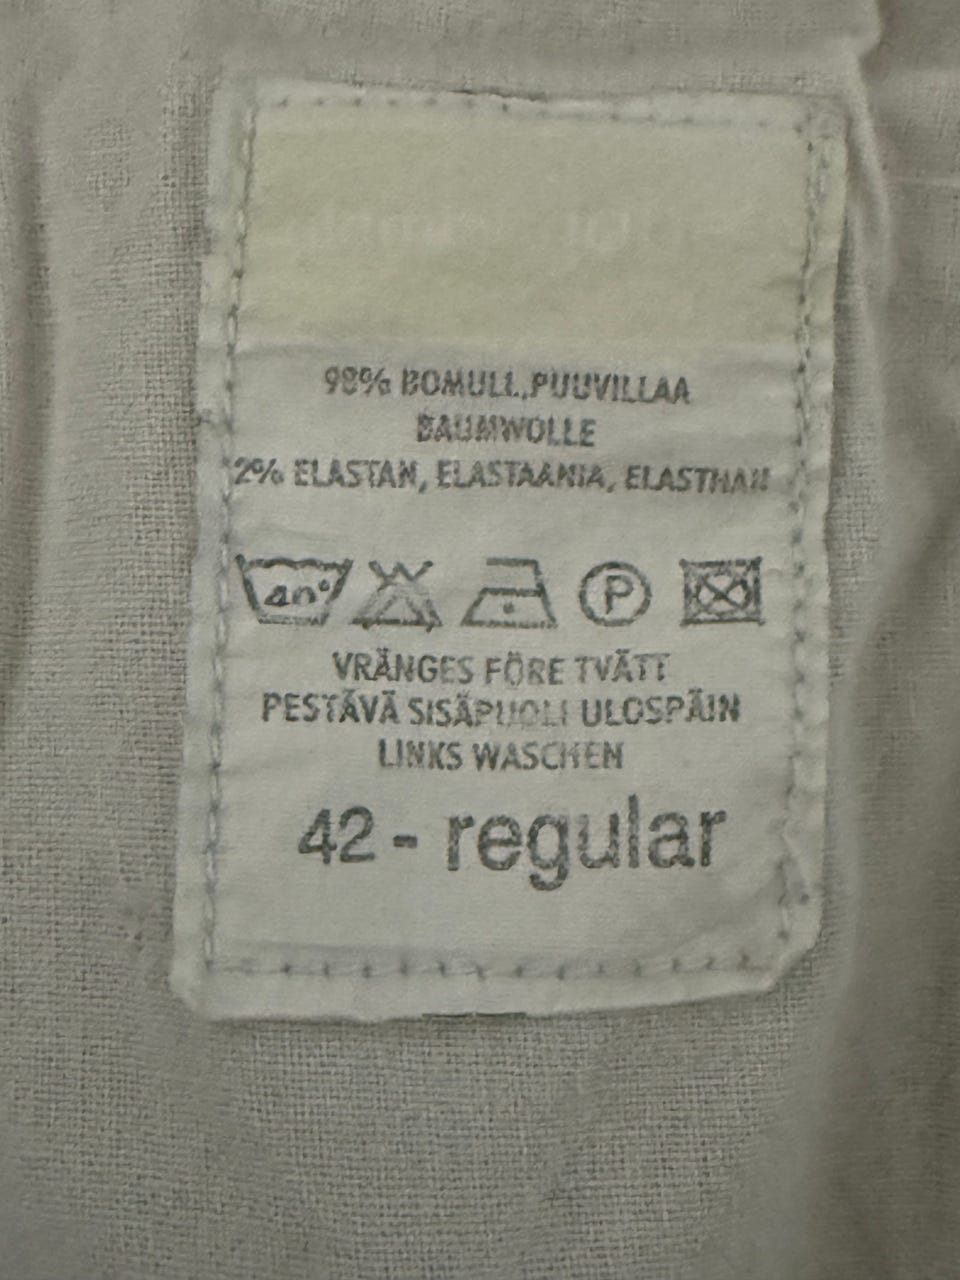 98% BOMULL, PUUVILLAA
BAUMWOLLE
2% ELASTAN, ELASTAANIA, ELASTHAN
40°
P
VRÄNGES FÖRE TVÄTT
PESTÄVÄ SISÄPUOLI ULOSPÄIN
LINKS WASCHEN
42 - regular